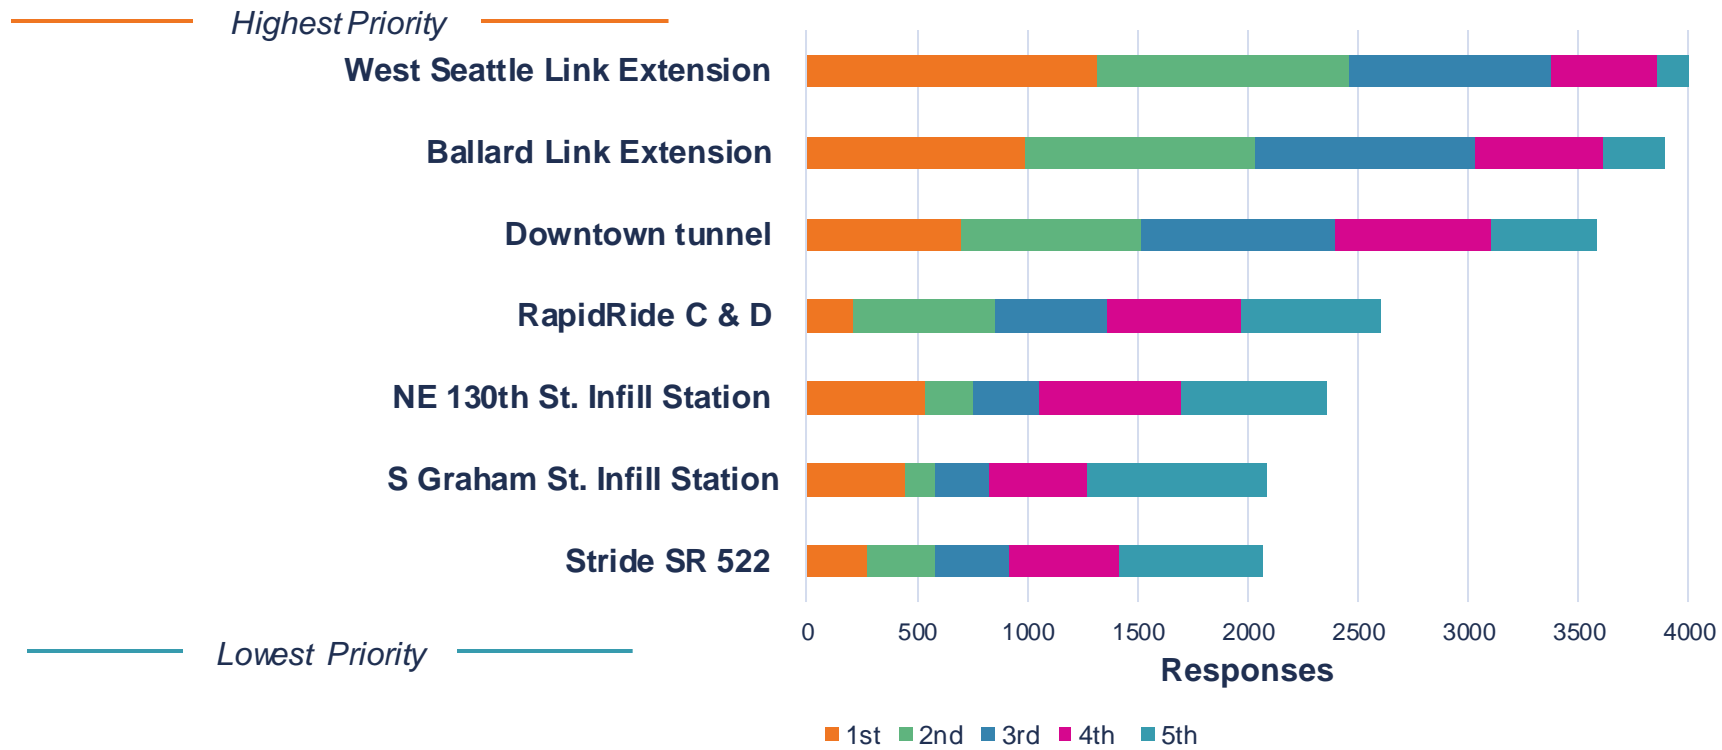 Highest Priority
West Seattle Link Extension
Ballard Link Extension
Downtown tunnel
RapidRide C & D
NE 130th St. Infill Station
S Graham St. Infill Station
Stride SR 522
0 500 1000 1500 2000 2500 3000 3500 4000
Lowest Priority
Responses
1st 2nd 3rd 4th 5th